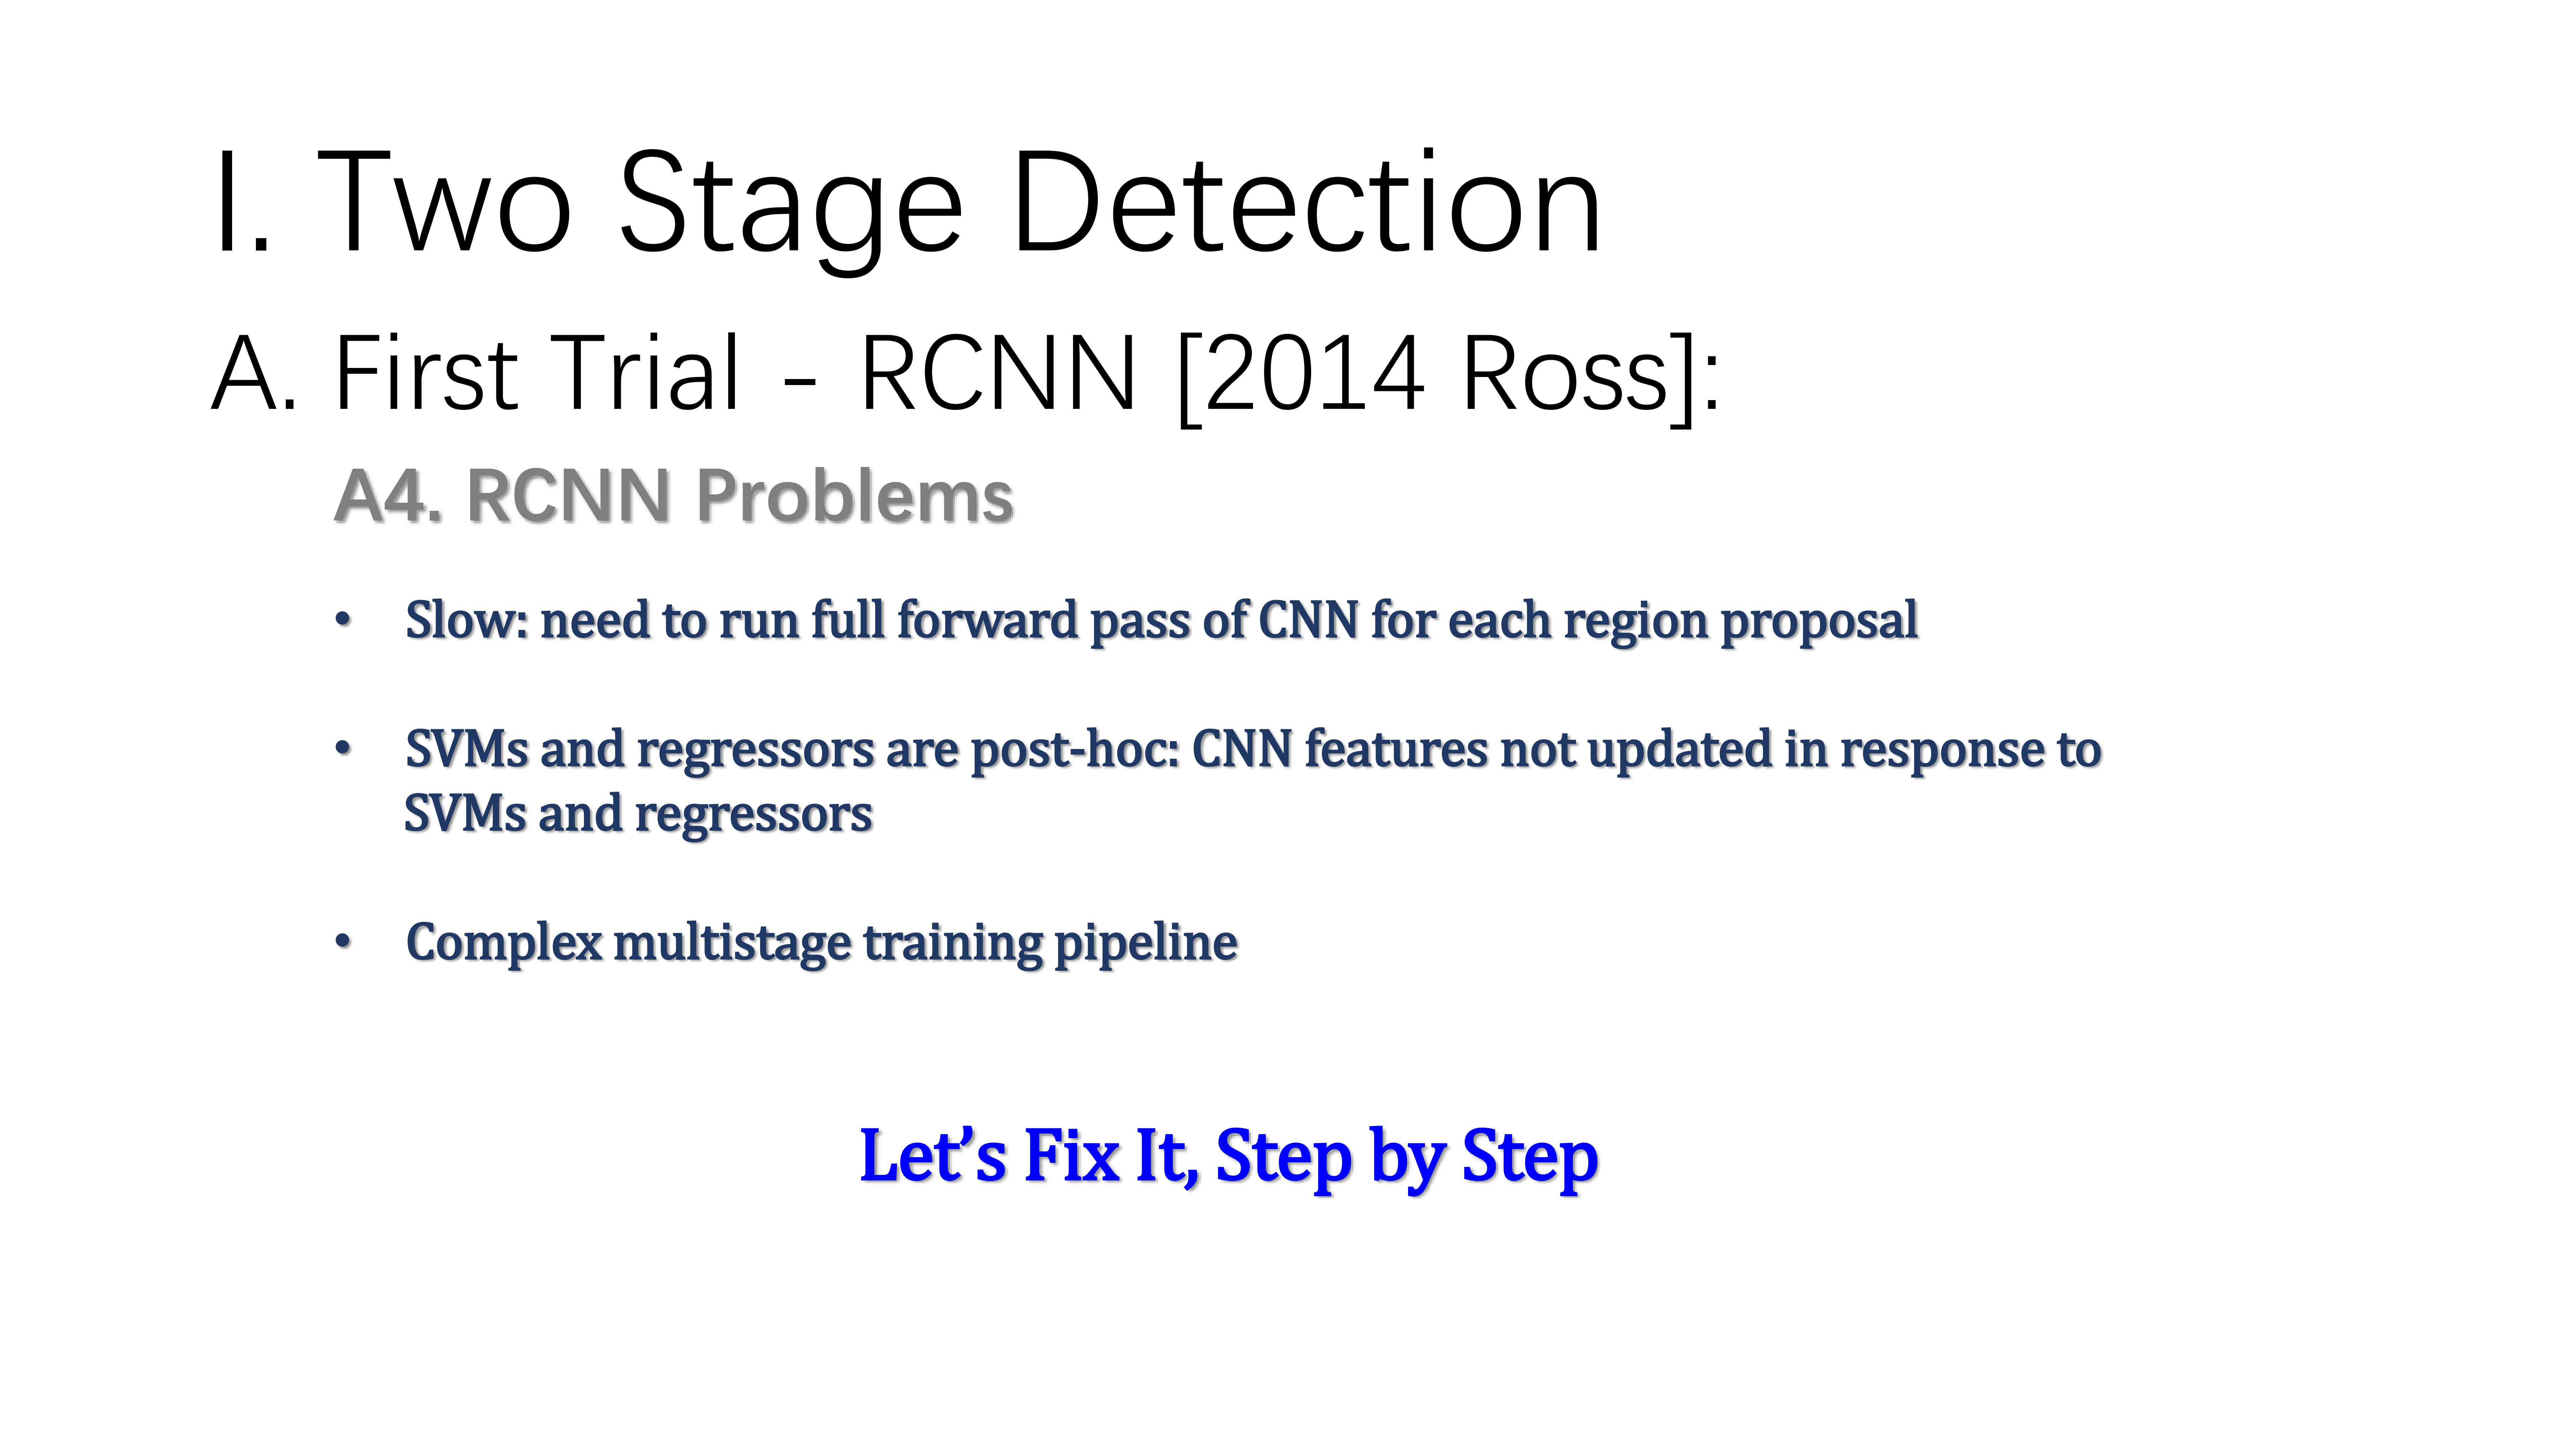 I. Two Stage Detection
A. First Trial - RCNN [2014 Ross]:
A4. RCNN Problems
• Slow: need to run full forward pass of CNN for each region proposal
• SVMs and regressors are post-hoc: CNN features not updated in response to
SVMs and regressors
• Complex multistage training pipeline
Let’s Fix It, Step by Step